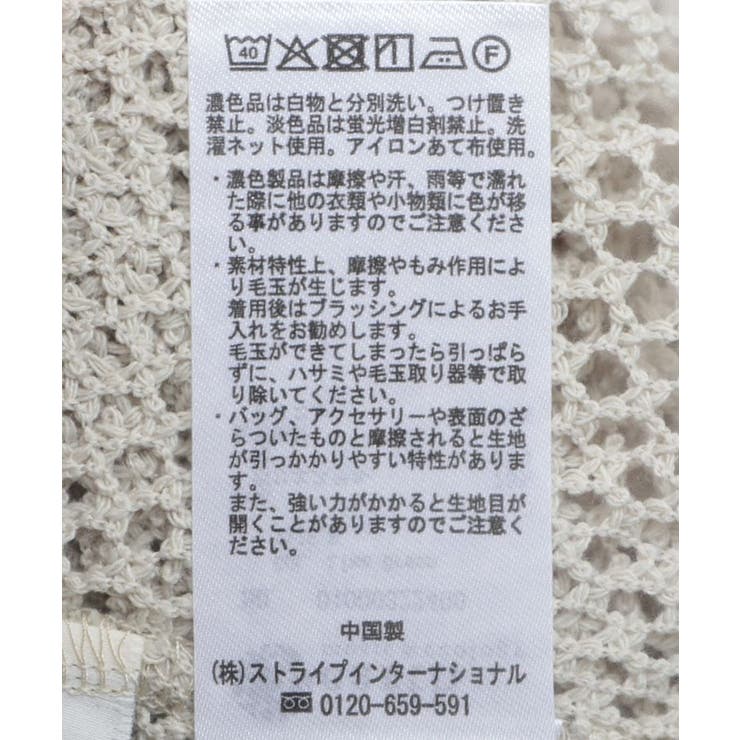 40 F
濃色品は白物と分別洗い。つけ置き
禁止。淡色品は蛍光増白剤禁止。洗
濯ネット使用。アイロンあて布使用。
・濃色製品は摩擦や汗、雨等で濡れ
た際に他の衣類や小物類に色が移
る事がありますのでご注意くださ
い。
・素材特性上、摩擦やもみ作用によ
り毛玉が生じます。
着用後はブラッシングによるお手
入れをお勧めします。
毛玉ができてしまったら引っぱら
ずに、ハサミや毛玉取り器等で取
り除いてください。
・バッグ、アクセサリーや表面のざ
らついたものと摩擦されると生地
が引っかかりやすい特性がありま
す。
また、強い力がかかると生地目が
開くことがありますのでご注意く
ださい。
中国製
(株)ストライプインターナショナル
0120-659-591